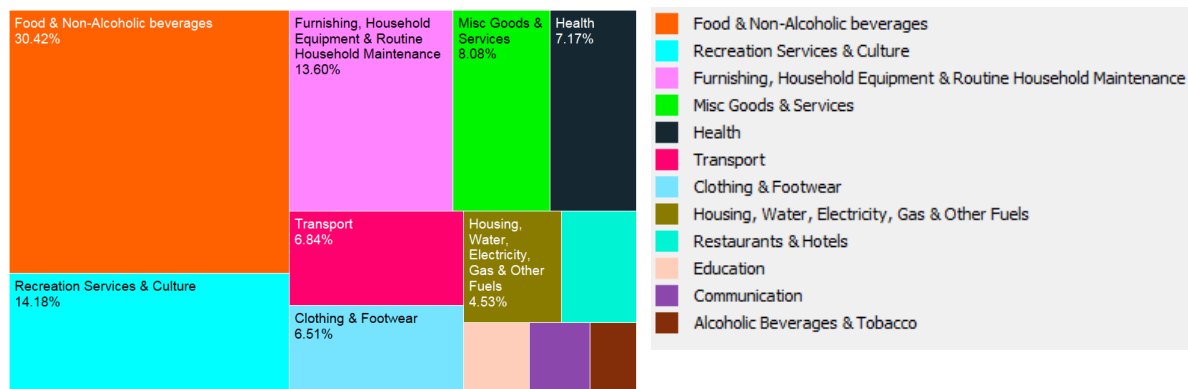 Food & Non-Alcoholic beverages
30.42%
Furnishing, Household
Equipment & Routine
Household Maintenance
13.60%
Misc Goods &
Services
8.08%
Health
7.17%
Transport
6.84%
Housing,
Water,
Electricity,
Gas & Other
Fuels
4.53%
Recreation Services & Culture
14.18%
Clothing & Footwear
6.51%
Food & Non-Alcoholic beverages
Recreation Services & Culture
Furnishing, Household Equipment & Routine Household Maintenance
Misc Goods & Services
Health
Transport
Clothing & Footwear
Housing, Water, Electricity, Gas & Other Fuels
Restaurants & Hotels
Education
Communication
Alcoholic Beverages & Tobacco